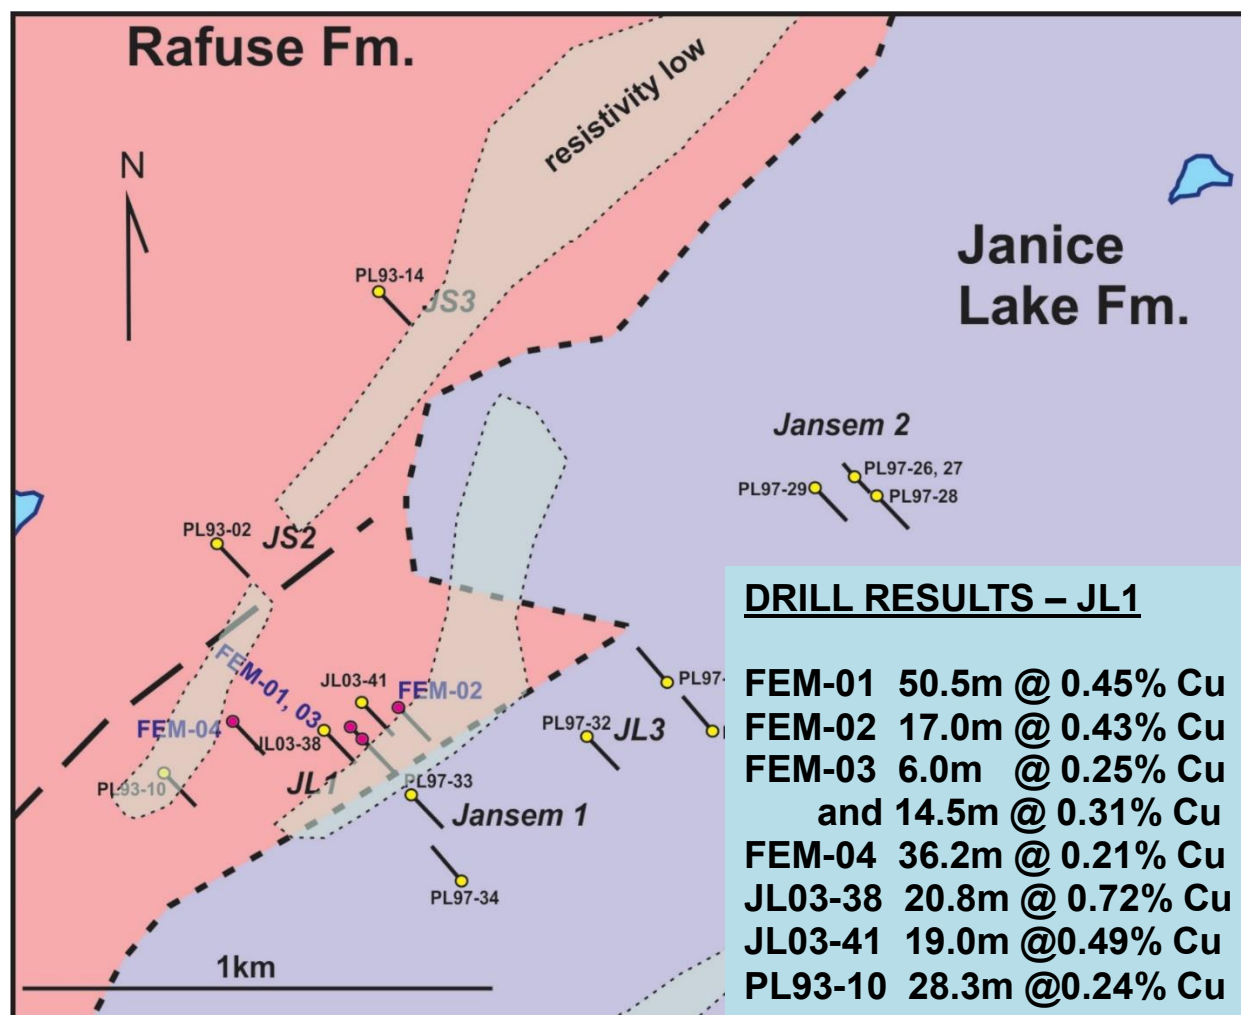 Rafuse Fm.
resistivity low
N
Janice
Lake Fm.
PL93-14
JS3
Jansem 2
PL97-26, 27
PL97-29
PL97-28
PL93-02
JS2
FEM-01, 03
JL03-41
FEM-02
FEM-04
JL03-38
PL97-32
JL3
PL97-
PL93-10
JL1
PL97-33
Jansem 1
PL97-34
1km
DRILL RESULTS – JL1
FEM-01 50.5m @ 0.45% Cu
FEM-02 17.0m @ 0.43% Cu
FEM-03 6.0m @ 0.25% Cu
and 14.5m @ 0.31% Cu
FEM-04 36.2m @ 0.21% Cu
JL03-38 20.8m @ 0.72% Cu
JL03-41 19.0m @0.49% Cu
PL93-10 28.3m @0.24% Cu